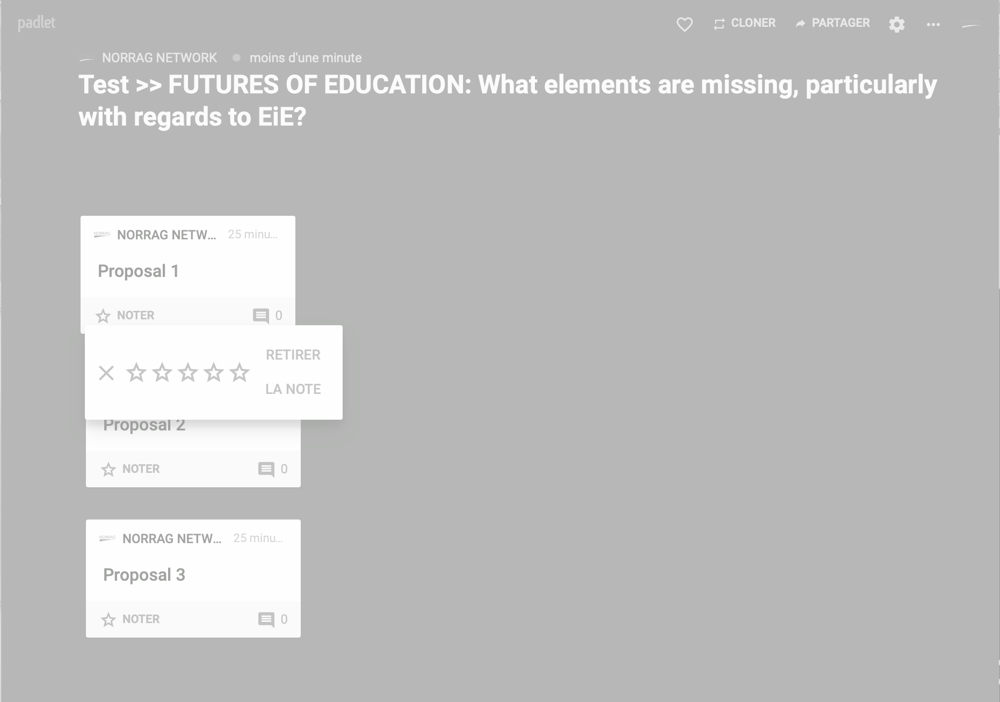 padlet
CLONER
PARTAGER
NORRAG NETWORK
moins d'une minute
Test >> FUTURES OF EDUCATION: What elements are missing, particularly
with regards to EiE?
NORRAG
NORRAG NETW...
25 minu...
Proposal 1
NOTER
0
RETIRER
LA NOTE
Proposal 2
NOTER
0
NORRAG
NORRAG NETW...
25 minu...
Proposal 3
NOTER
0